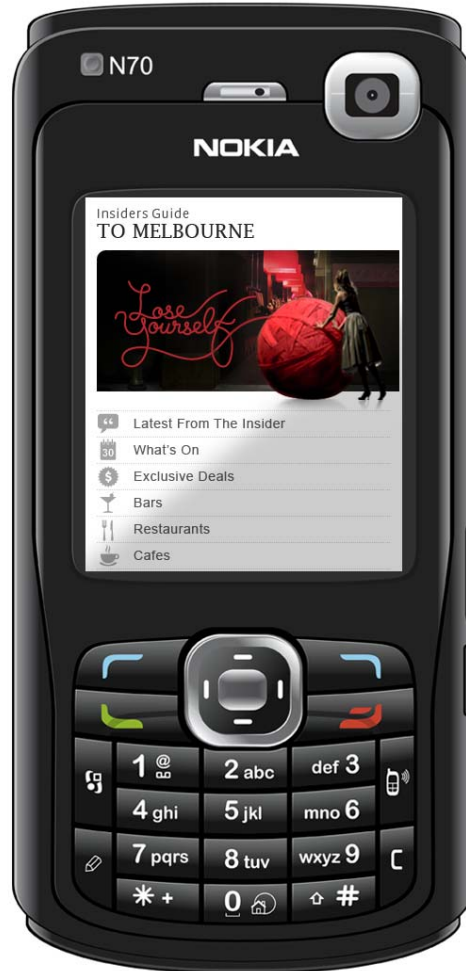 N70
NOKIA
Insiders Guide
TO MELBOURNE
Lose
Yourself
Latest From The Insider
30 What's On
$ Exclusive Deals
Bars
Restaurants
Cafes
1 @
2 abc
def 3
4 ghi
5 jkl
mno 6
7 pqrs
8 tuv
wxyz 9
C
* +
0
#